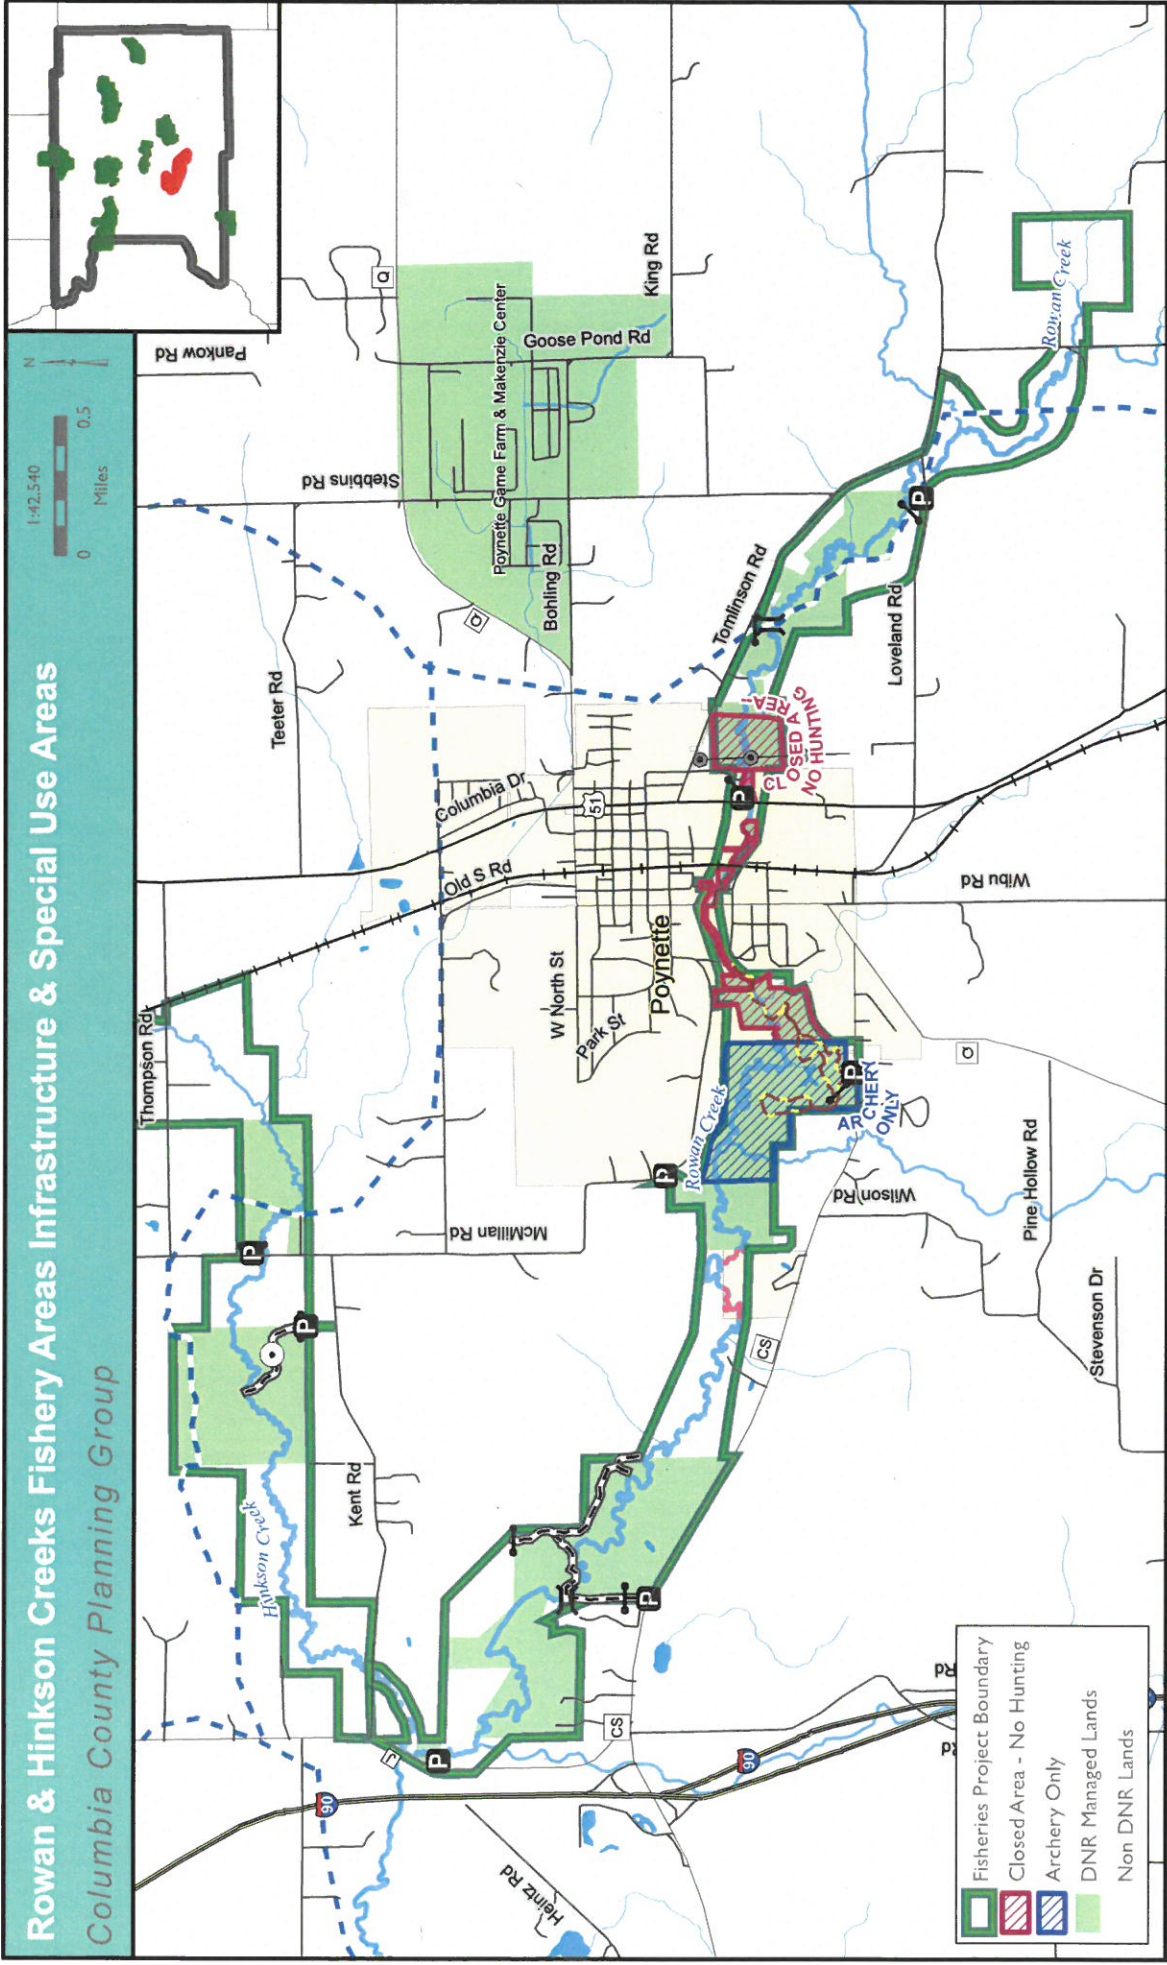 Rowan & Hinkson Creeks Fishery Areas Infrastructure & Special Use Areas
Columbia County Planning Group
1:42,540
0
0.5
Miles
N
Thompson Rd
Teeter Rd
Pankow Rd
Stebbins Rd
Q
Q
Poynette Game Farm & Makenzie Center
Goose Pond Rd
King Rd
Bohling Rd
Columbia Dr
Old S Rd
51
W North St
Park St
Poynette
McMillan Rd
Kent Rd
Hinkson Creek
Tomlinson Rd
Loveland Rd
Rowan Creek
CLOSED AREA!
NO HUNTING
Wibu Rd
Rowan Creek
ARCHERY
ONLY
Wilson Rd
Pine Hollow Rd
Stevenson Dr
Q
CS
CS
J
90
90
Heintz Rd
Rd
Rd
P
P
P
P
P
P
P
P
Fisheries Project Boundary
Closed Area - No Hunting
Archery Only
DNR Managed Lands
Non DNR Lands